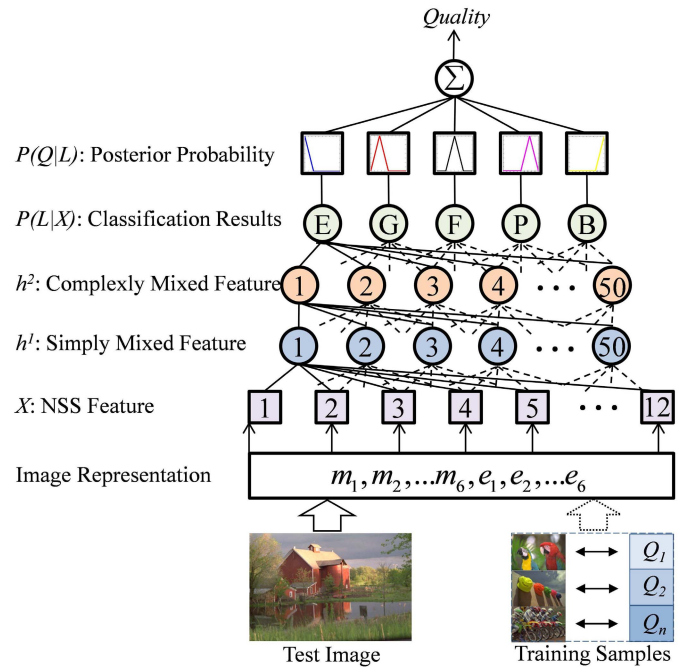 Quality
Σ
P(Q|L): Posterior Probability
P(L|X): Classification Results E G F P B
h²: Complexly Mixed Feature 1 2 3 4 ... 50
h¹: Simply Mixed Feature 1 2 3 4 ... 50
X: NSS Feature 1 2 3 4 5 ... 12
Image Representation m₁, m₂, ...m₆, e₁, e₂, ...e₆
Q₁
Q₂
Qₙ
Test Image Training Samples